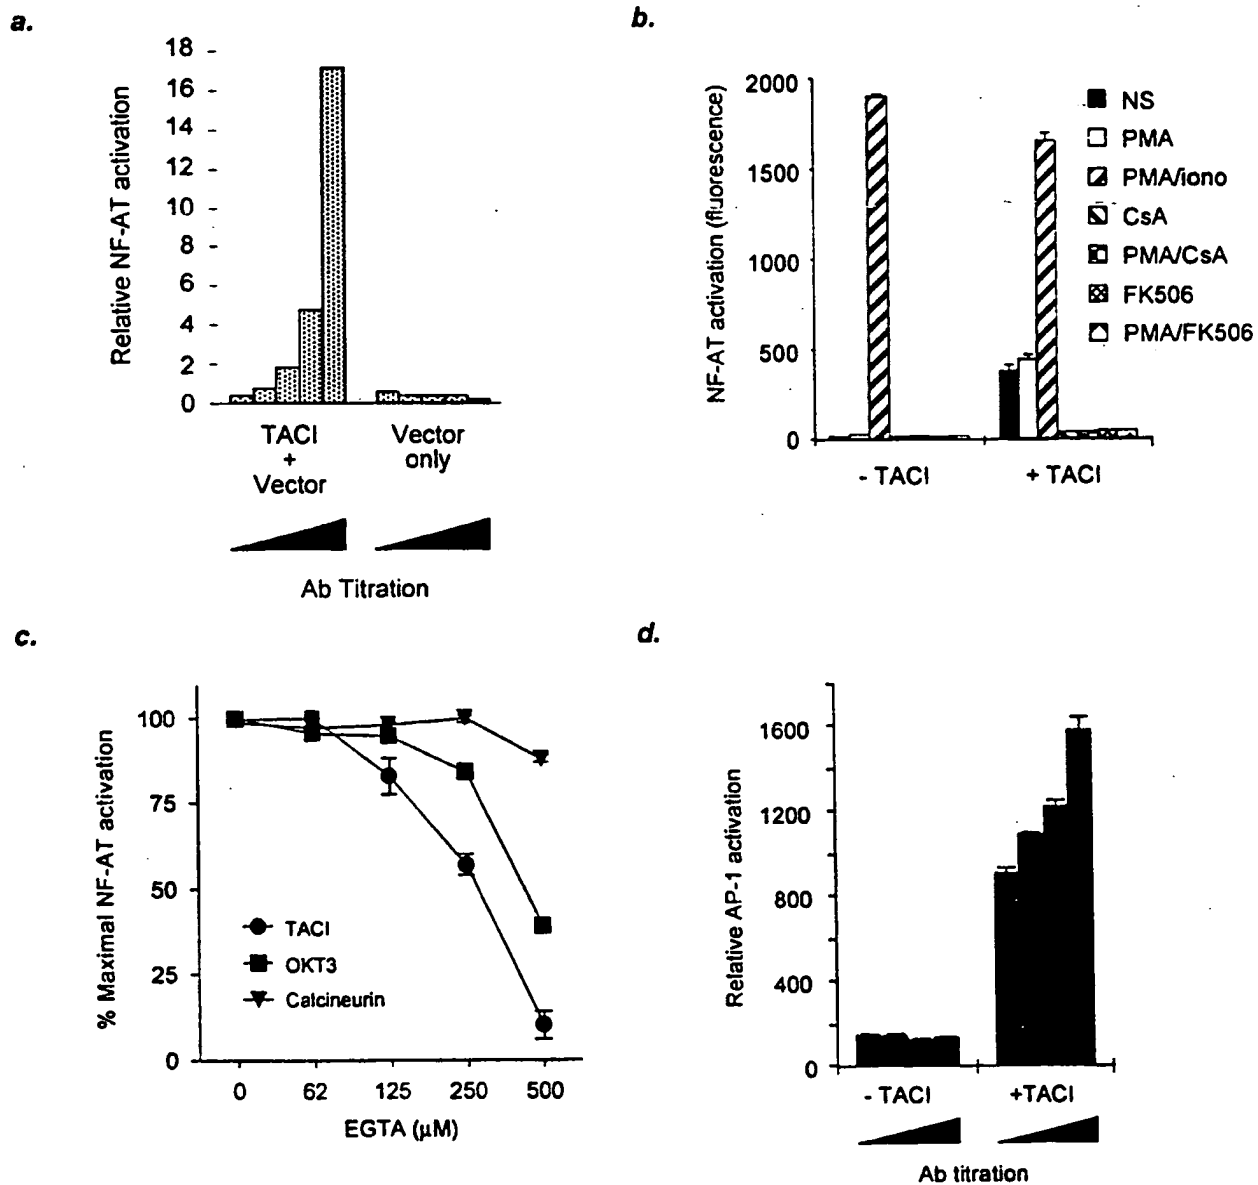 a.
Relative NF-AT activation
18
16
14
12
10
8
6
4
2
0
TACI
+
Vector
Vector
only
Ab Titration
b.
NF-AT activation (fluorescence)
2000
1500
1000
500
0
- TACI
+ TACI
NS
PMA
PMA/iono
CsA
PMA/CsA
FK506
PMA/FK506
c.
% Maximal NF-AT activation
100
75
50
25
0
TACI
OKT3
Calcineurin
0
62
125
250
500
EGTA (μM)
d.
Relative AP-1 activation
1600
1200
800
400
0
- TACI
+TACI
Ab titration